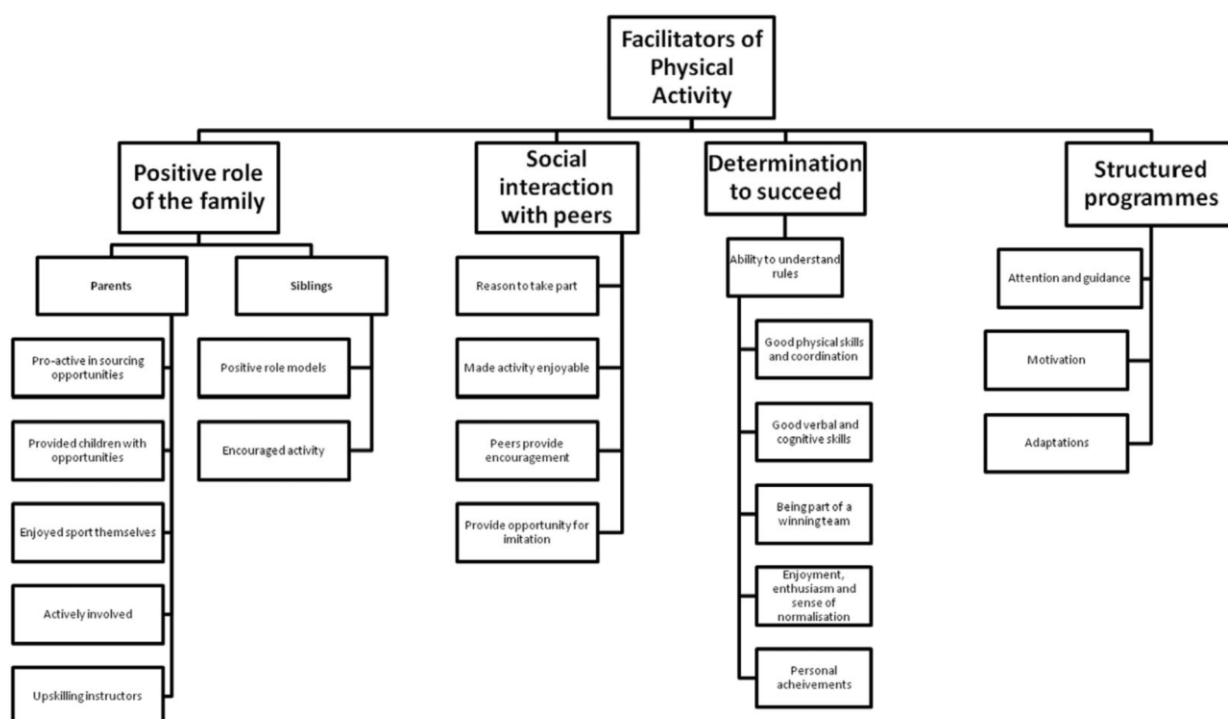 Facilitators of
Physical
Activity
Positive role
of the family
Social
interaction
with peers
Determination
to succeed
Structured
programmes
Parents
Siblings
Pro-active in sourcing
opportunities
Provided children with
opportunities
Enjoyed sport themselves
Actively involved
Upskilling instructors
Positive role models
Encouraged activity
Reason to take part
Made activity enjoyable
Peers provide
encouragement
Provide opportunity for
imitation
Ability to understand
rules
Good physical skills
and coordination
Good verbal and
cognitive skills
Being part of a
winning team
Enjoyment,
enthusiasm and
sense of
normalisation
Personal
acheivements
Attention and guidance
Motivation
Adaptations